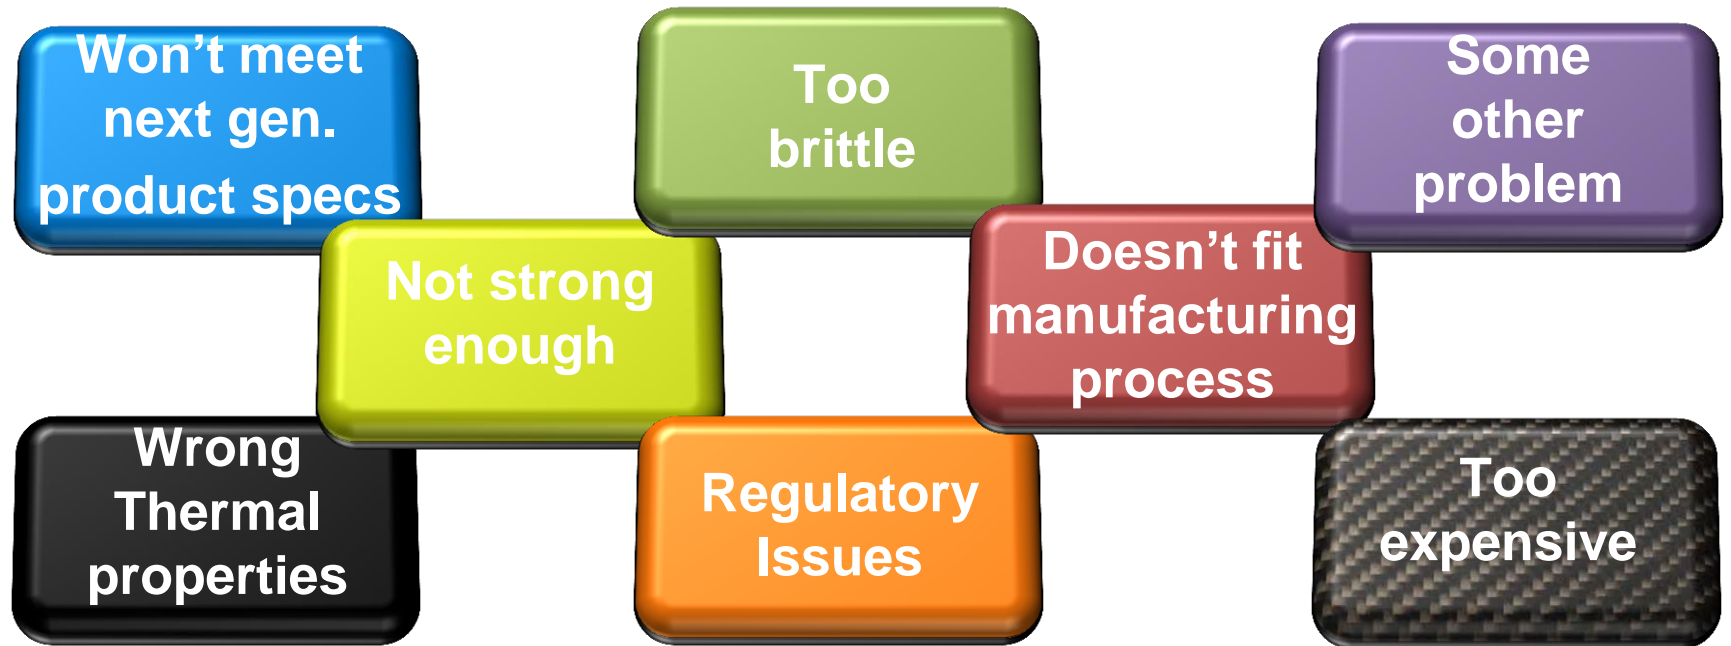 Won’t meet
next gen.
product specs
Too
brittle
Some
other
problem
Not strong
enough
Doesn’t fit
manufacturing
process
Wrong
Thermal
properties
Regulatory
Issues
Too
expensive